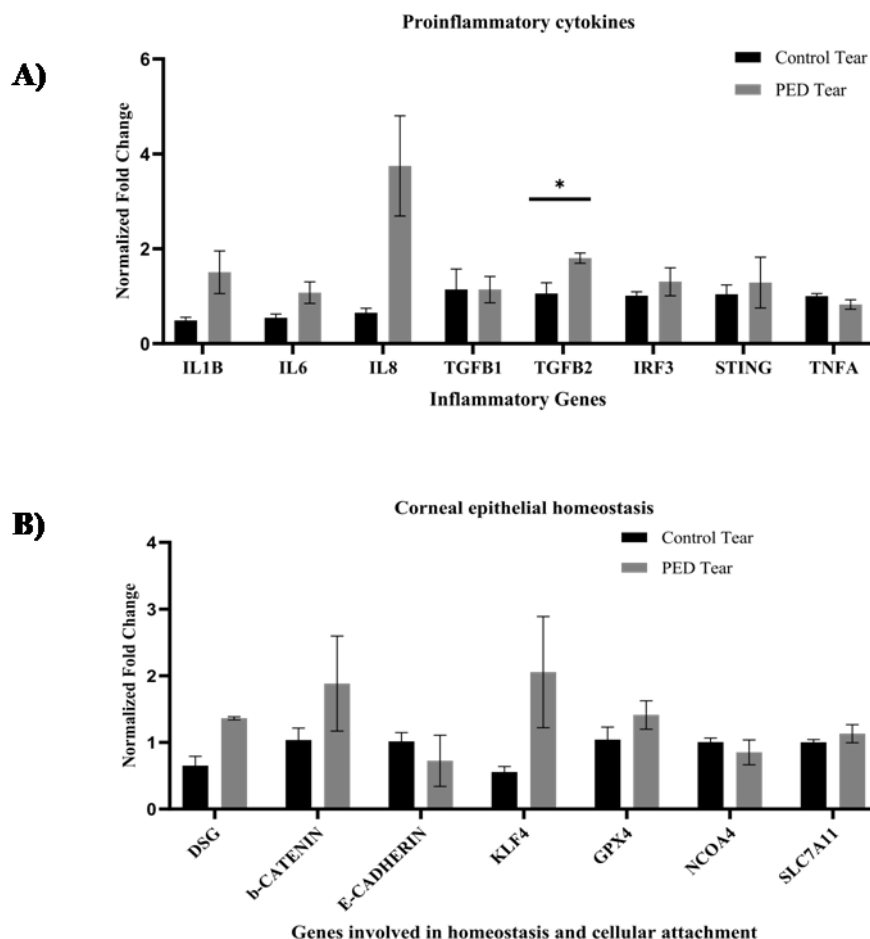 Proinflammatory cytokines
A)
Control Tear
PED Tear
Normalized Fold Change
6
4
2
0
*
IL1B IL6 IL8 TGFB1 TGFB2 IRF3 STING TNFA
Inflammatory Genes
Corneal epithelial homeostasis
B)
Control Tear
PED Tear
Normalized Fold Change
4
3
2
1
0
DSG b-CATENIN E-CADHERIN KLF4 GPX4 NCOA4 SLC7A11
Genes involved in homeostasis and cellular attachment